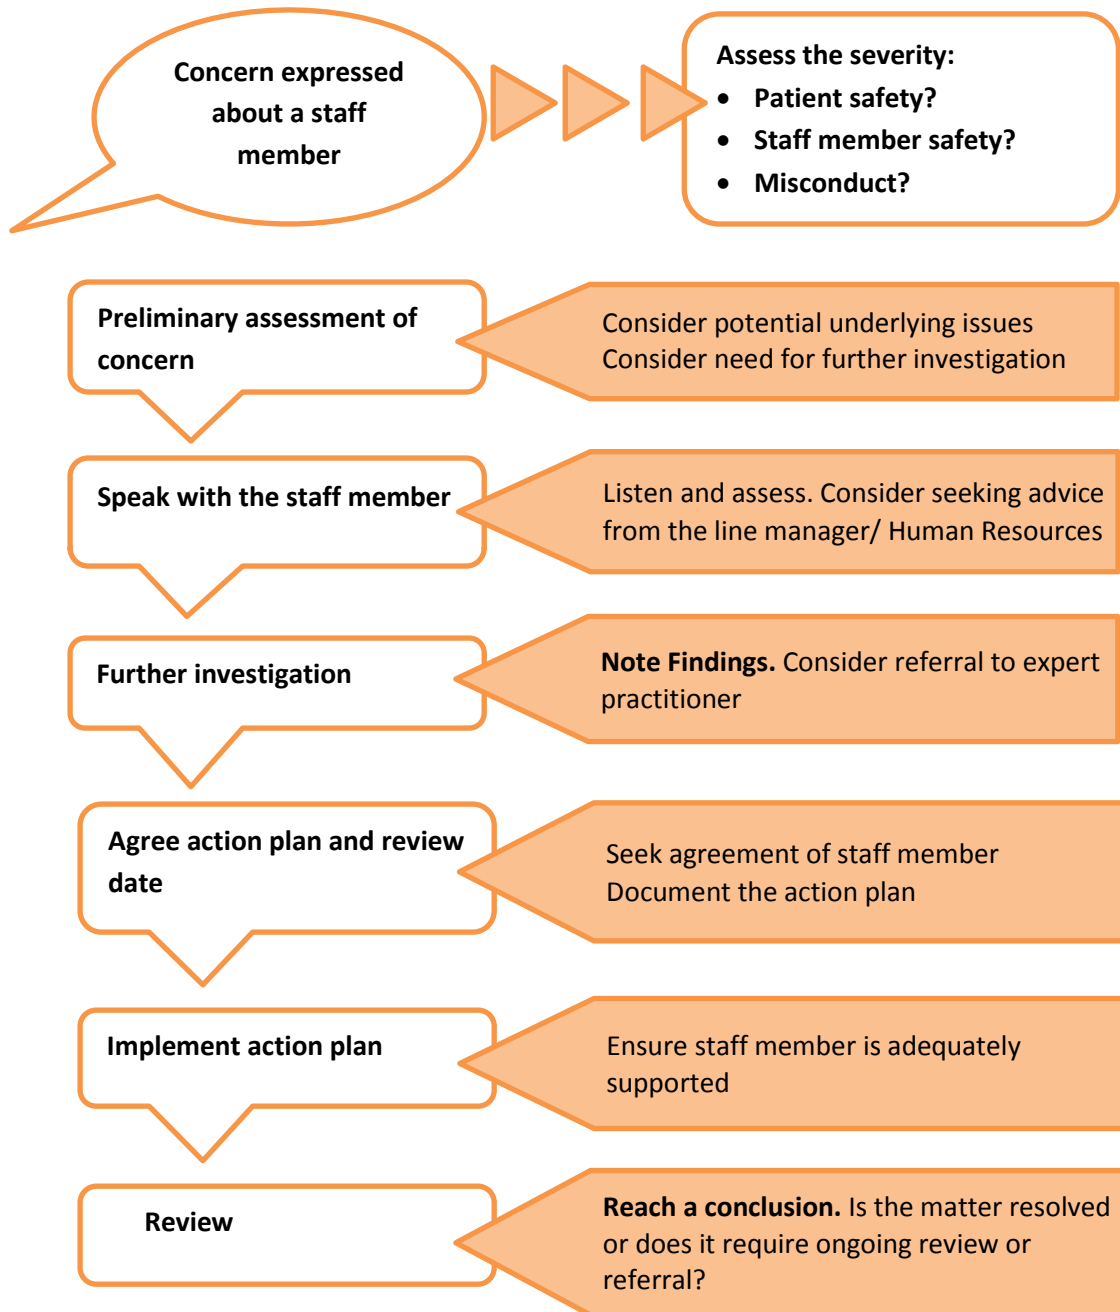 Concern expressed
about a staff
member
Assess the severity:
• Patient safety?
• Staff member safety?
• Misconduct?
Preliminary assessment of
concern
Consider potential underlying issues
Consider need for further investigation
Speak with the staff member
Listen and assess. Consider seeking advice
from the line manager/ Human Resources
Further investigation
Note Findings. Consider referral to expert
practitioner
Agree action plan and review
date
Seek agreement of staff member
Document the action plan
Implement action plan
Ensure staff member is adequately
supported
Review
Reach a conclusion. Is the matter resolved
or does it require ongoing review or
referral?